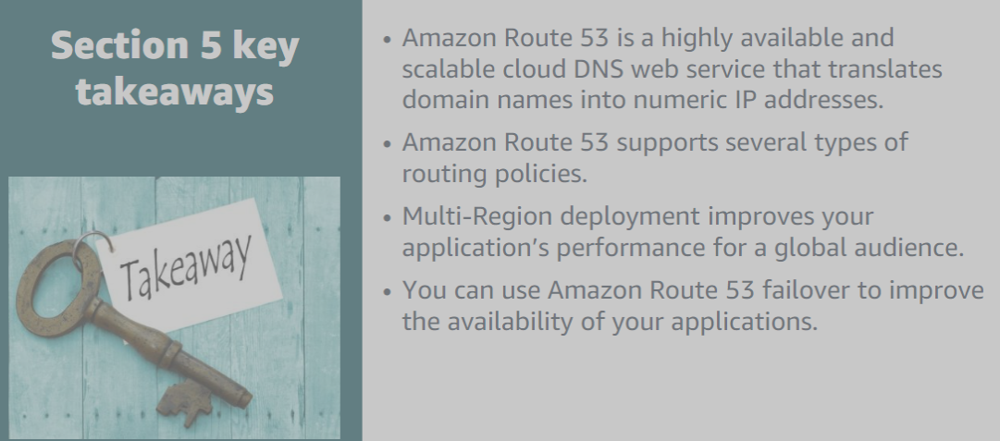 Section 5 key
takeaways
Takeaway
• Amazon Route 53 is a highly available and
scalable cloud DNS web service that translates
domain names into numeric IP addresses.
• Amazon Route 53 supports several types of
routing policies.
• Multi-Region deployment improves your
application’s performance for a global audience.
• You can use Amazon Route 53 failover to improve
the availability of your applications.